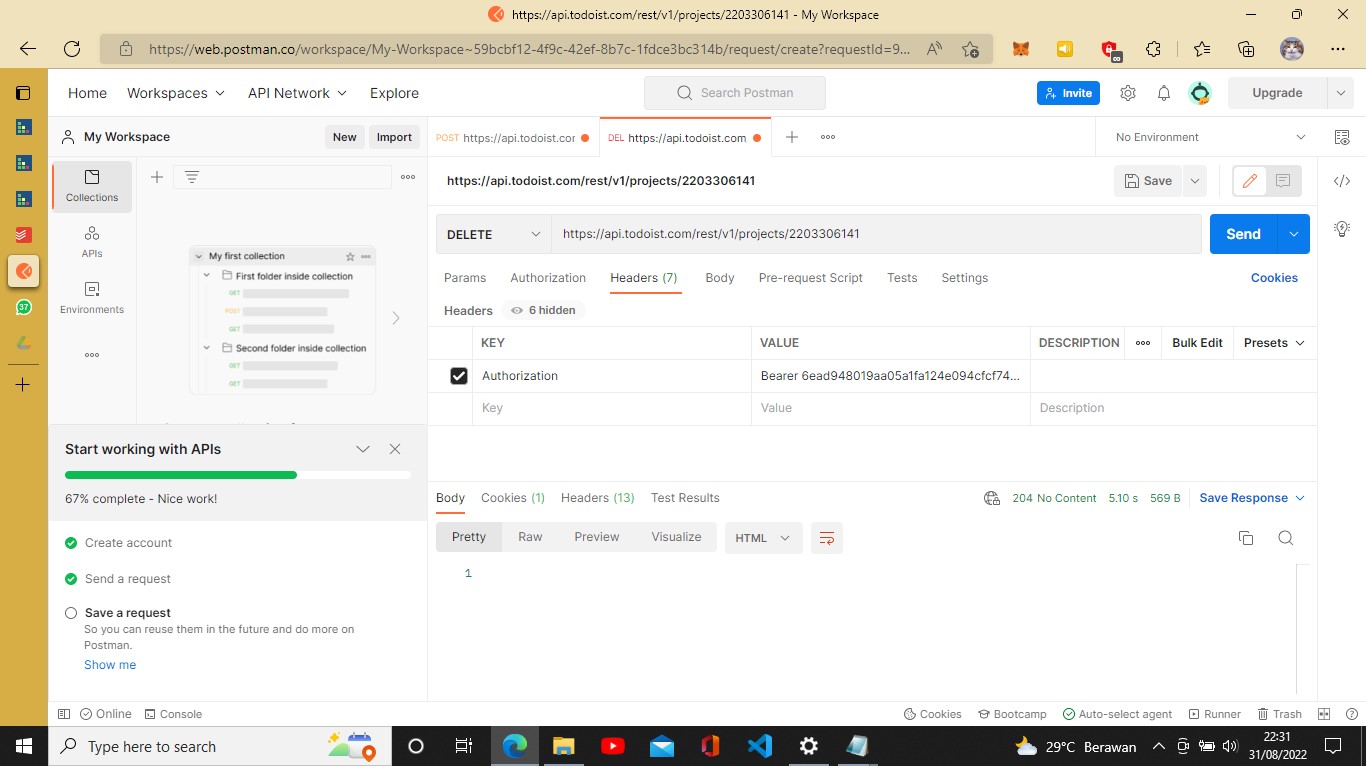 https://api.todoist.com/rest/v1/projects/2203306141 - My Workspace
https://web.postman.co/workspace/My-Workspace~59bcbf12-4f9c-42ef-8b7c-1fdce3bc314b/request/create?requestId=9...
Home Workspaces API Network Explore Search Postman Invite Upgrade
My Workspace New Import
POST https://api.todoist.cor DEL https://api.todoist.com No Environment
Collections
APIs
Environments
My first collection
First folder inside collection
GET
POST
GET
Second folder inside collection
GET
GET
Start working with APIs
67% complete - Nice work!
Create account
Send a request
Save a request
So you can reuse them in the future and do more on
Postman.
Show me
https://api.todoist.com/rest/v1/projects/2203306141 Save
DELETE https://api.todoist.com/rest/v1/projects/2203306141 Send
Params Authorization Headers (7) Body Pre-request Script Tests Settings Cookies
Headers 6 hidden
KEY VALUE DESCRIPTION Bulk Edit Presets
Authorization Bearer 6ead948019aa05a1fa124e094cfcf74...
Key Value Description
Body Cookies (1) Headers (13) Test Results 204 No Content 5.10 s 569 B Save Response
Pretty Raw Preview Visualize HTML
1
Online Console Cookies Bootcamp Auto-select agent Runner Trash
37
Type here to search
29°C Berawan
22:31
31/08/2022